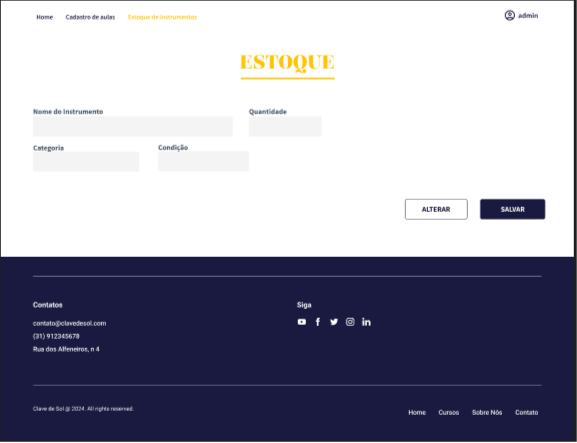 Home Cadastro de aulas Estoque de Instrumentos admin
ESTOQUE
Nome do Instrumento Quantidade
Categoria Condição
ALTERAR SALVAR
Contatos Siga
contato@clavedesol.com
(31) 912345678
Rua dos Alfeneiros, n 4
Clave de Sol @ 2024. All rights reserved.
Home Cursos Sobre Nós Contato